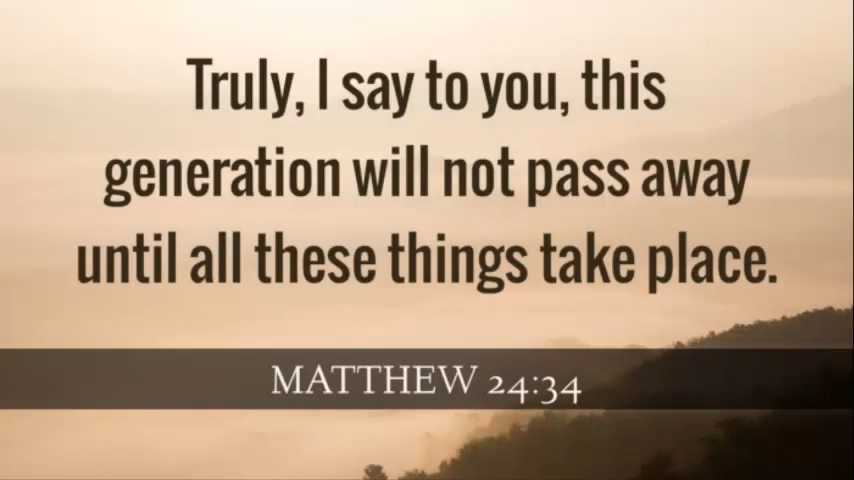 Truly, I say to you, this
generation will not pass away
until all these things take place.
MATTHEW 24:34